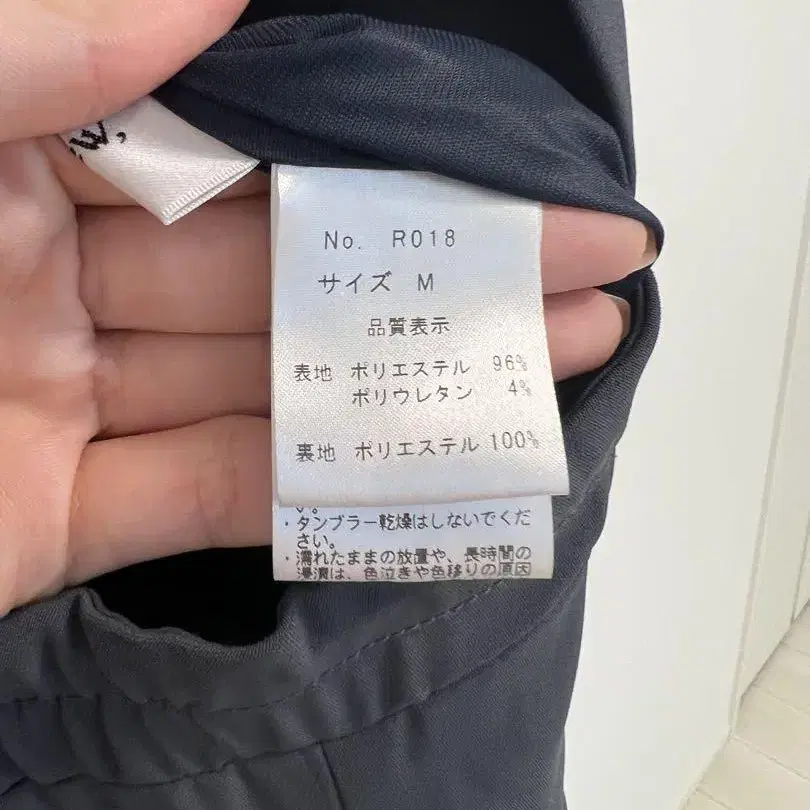 No. R018
サイズ M
品質表示
表地 ポリエステル 96%
ポリウレタン 4%
裏地 ポリエステル 100%
い。
・タンブラー乾燥はしないでくだ
さい。
・濡れたままの放置や、長時間の
浸漬は、色泣きや色移りの原因